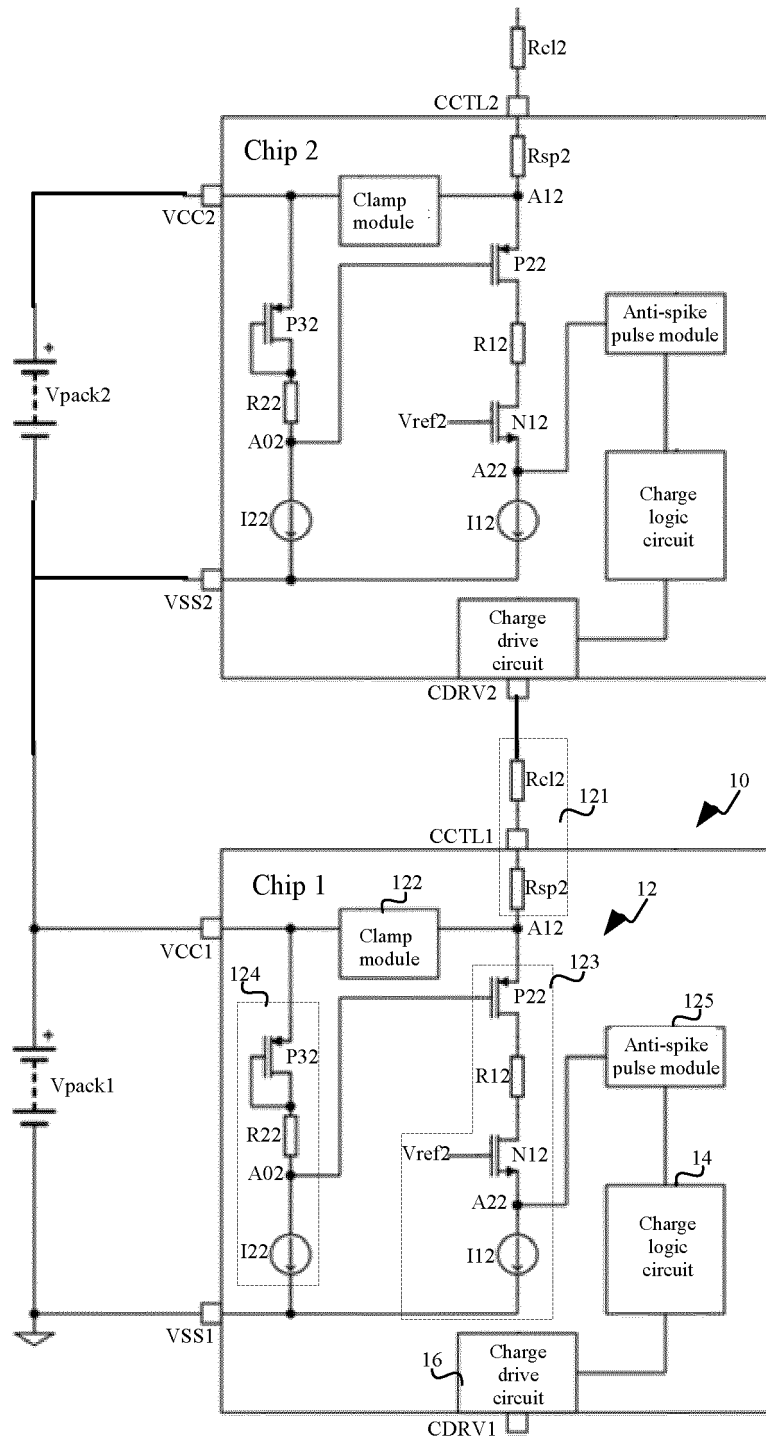 Rcl2
CCTL2
Chip 2
Rsp2
VCC2
Clamp
module
A12
P22
P32
Anti-spike
pulse module
+
Vpack2
R12
R22
Vref2
N12
A02
A22
Charge
logic
circuit
I22
I12
VSS2
Charge
drive
circuit
CDRV2
Rcl2
121
10
CCTL1
Chip 1
122
Rsp2
12
VCC1
Clamp
module
A12
123
124
P22
125
+
P32
Anti-spike
pulse module
Vpack1
R12
R22
Vref2
N12
14
A02
A22
Charge
logic
circuit
I22
I12
VSS1
16
Charge
drive
circuit
CDRV1